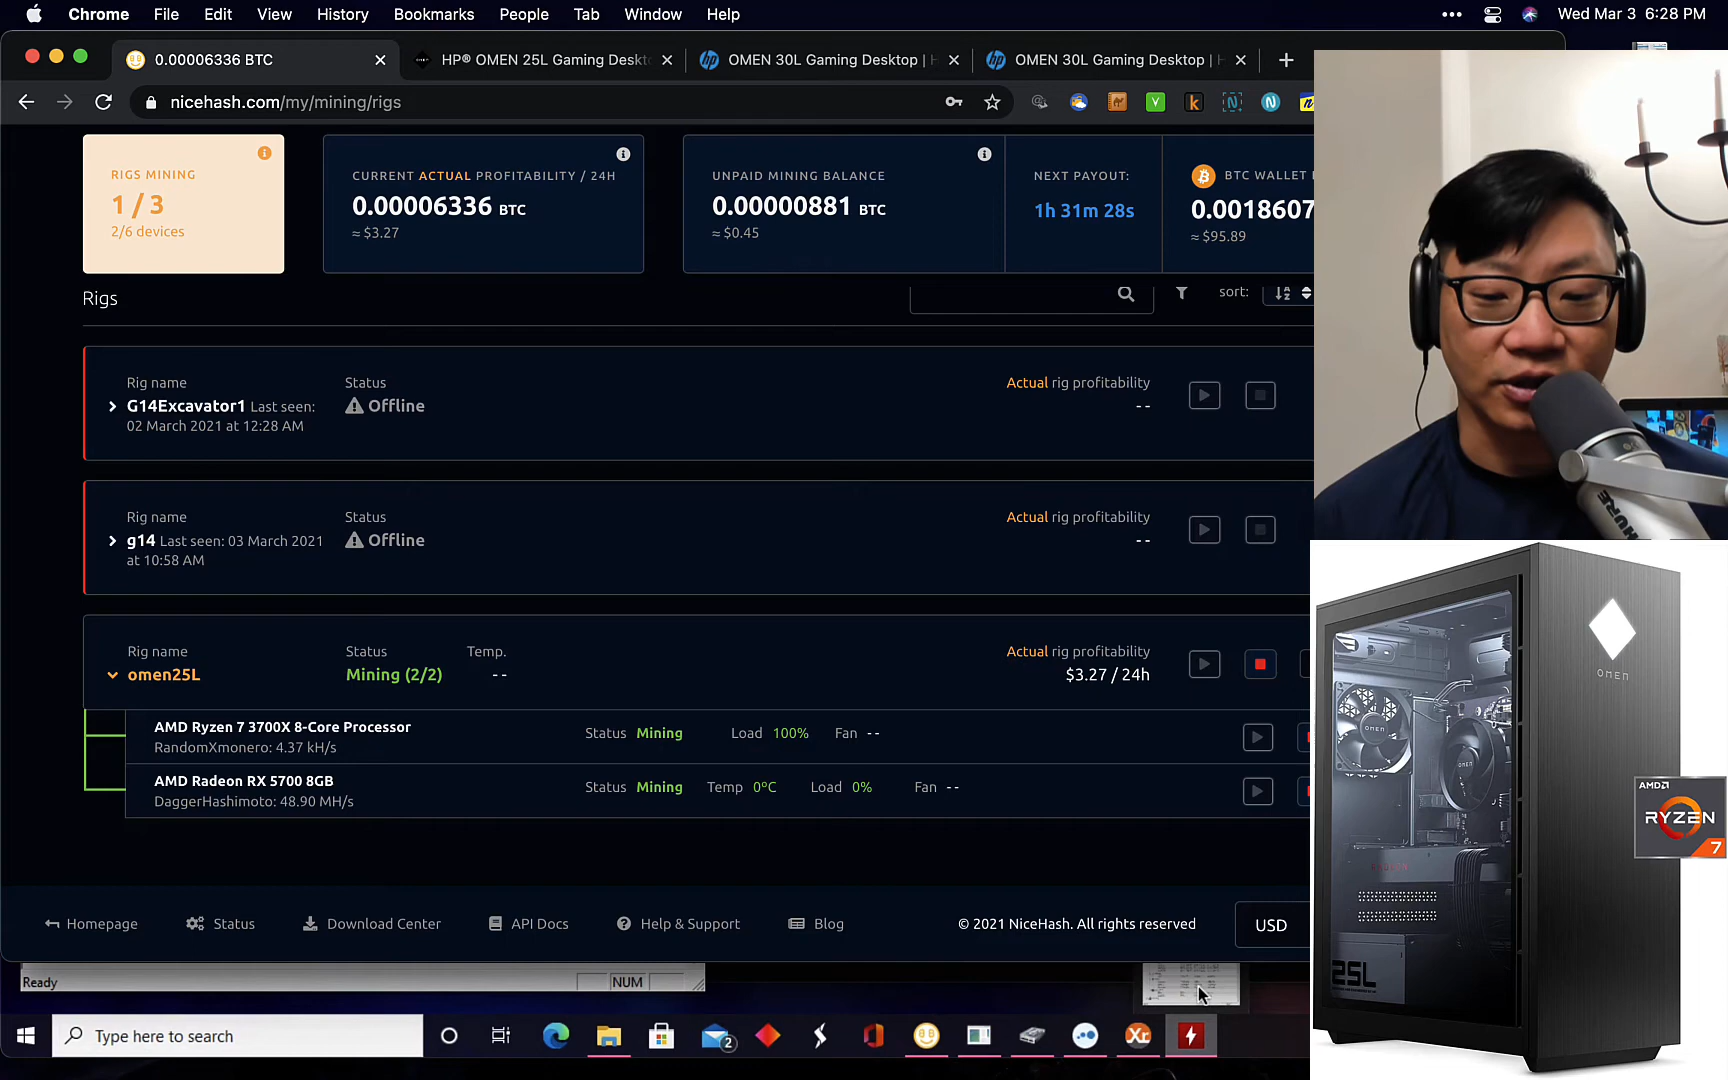 Chrome File Edit View History Bookmarks People Tab Window Help
Wed Mar 3 6:28 PM
0.00006336 BTC
HP® OMEN 25L Gaming Deskt
OMEN 30L Gaming Desktop | H
OMEN 30L Gaming Desktop | H
nicehash.com/my/mining/rigs
RIGS MINING
1 / 3
2/6 devices
CURRENT ACTUAL PROFITABILITY / 24H
0.00006336 BTC
≈ $3.27
UNPAID MINING BALANCE
0.00000881 BTC
≈ $0.45
NEXT PAYOUT:
1h 31m 28s
BTC WALLET
0.0018607
≈ $95.89
Rigs
sort:
Rig name
G14Excavator1 Last seen:
02 March 2021 at 12:28 AM
Status
Offline
Actual rig profitability
--
Rig name
g14 Last seen: 03 March 2021
at 10:58 AM
Status
Offline
Actual rig profitability
--
Rig name
omen25L
Status
Mining (2/2)
Temp.
--
Actual rig profitability
$3.27 / 24h
AMD Ryzen 7 3700X 8-Core Processor
RandomXmonero: 4.37 kH/s
Status Mining Load 100% Fan --
AMD Radeon RX 5700 8GB
DaggerHashimoto: 48.90 MH/s
Status Mining Temp 0°C Load 0% Fan --
Homepage Status Download Center API Docs Help & Support Blog
© 2021 NiceHash. All rights reserved
USD
Ready
NUM
Type here to search
2
Xr
SHURE
OMEN
OMEN
OMEN
RADEON
25L
AMD
RYZEN
7